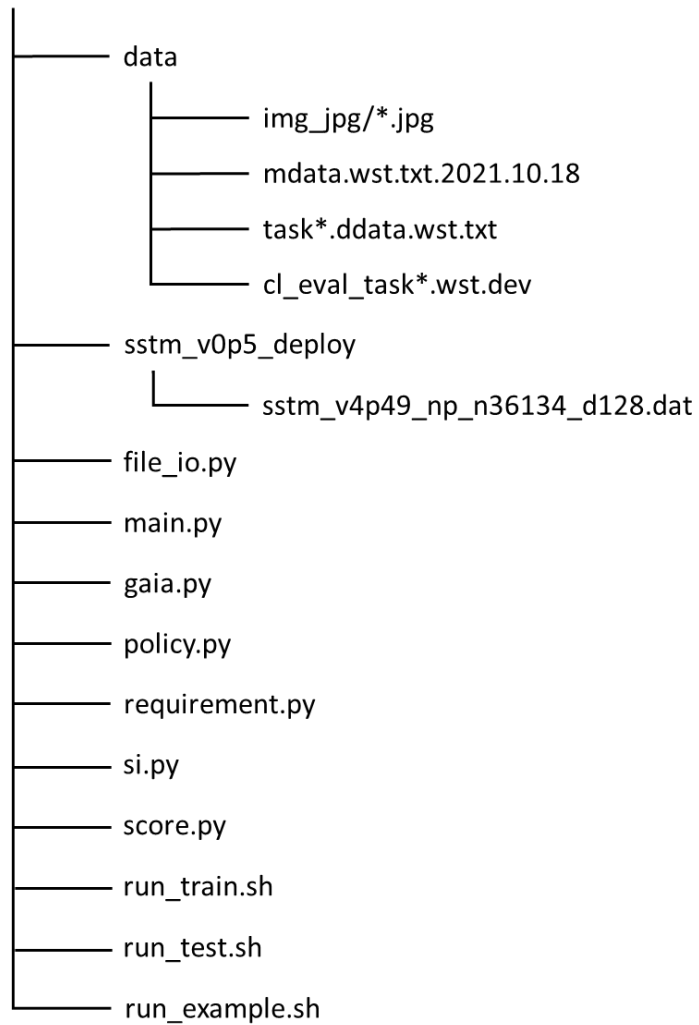 data
img_jpg/*.jpg
mdata.wst.txt.2021.10.18
task*.ddata.wst.txt
cl_eval_task*.wst.dev
sstm_v0p5_deploy
sstm_v4p49_np_n36134_d128.dat
file_io.py
main.py
gaia.py
policy.py
requirement.py
si.py
score.py
run_train.sh
run_test.sh
run_example.sh